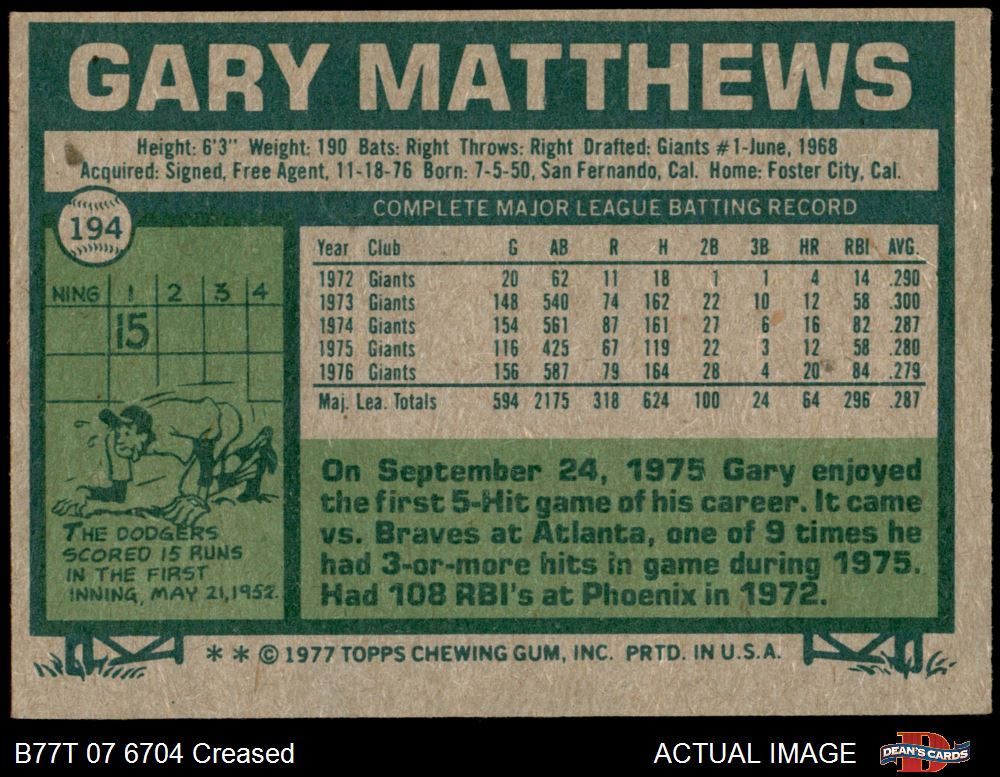 GARY MATTHEWS
Height: 6'3" Weight: 190 Bats: Right Throws: Right Drafted: Giants #1-June, 1968
Acquired: Signed, Free Agent, 11-18-76 Born: 7-5-50, San Fernando, Cal. Home: Foster City, Cal.
194
COMPLETE MAJOR LEAGUE BATTING RECORD
Year Club G AB R H 2B 3B HR RBI AVG.
1972 Giants 20 62 11 18 1 1 4 14 .290
1973 Giants 148 540 74 162 22 10 12 58 .300
1974 Giants 154 561 87 161 27 6 16 82 .287
1975 Giants 116 425 67 119 22 3 12 58 .280
1976 Giants 156 587 79 164 28 4 20 84 .279
Maj. Lea. Totals 594 2175 318 624 100 24 64 296 .287
NING 1 2 3 4
15
THE DODGERS
SCORED 15 RUNS
IN THE FIRST
INNING, MAY 21, 1952.
On September 24, 1975 Gary enjoyed
the first 5-Hit game of his career. It came
vs. Braves at Atlanta, one of 9 times he
had 3-or-more hits in game during 1975.
Had 108 RBI's at Phoenix in 1972.
* * © 1977 TOPPS CHEWING GUM, INC. PRTD. IN U.S.A.
B77T 07 6704 Creased
ACTUAL IMAGE
DEAN'S CARDS